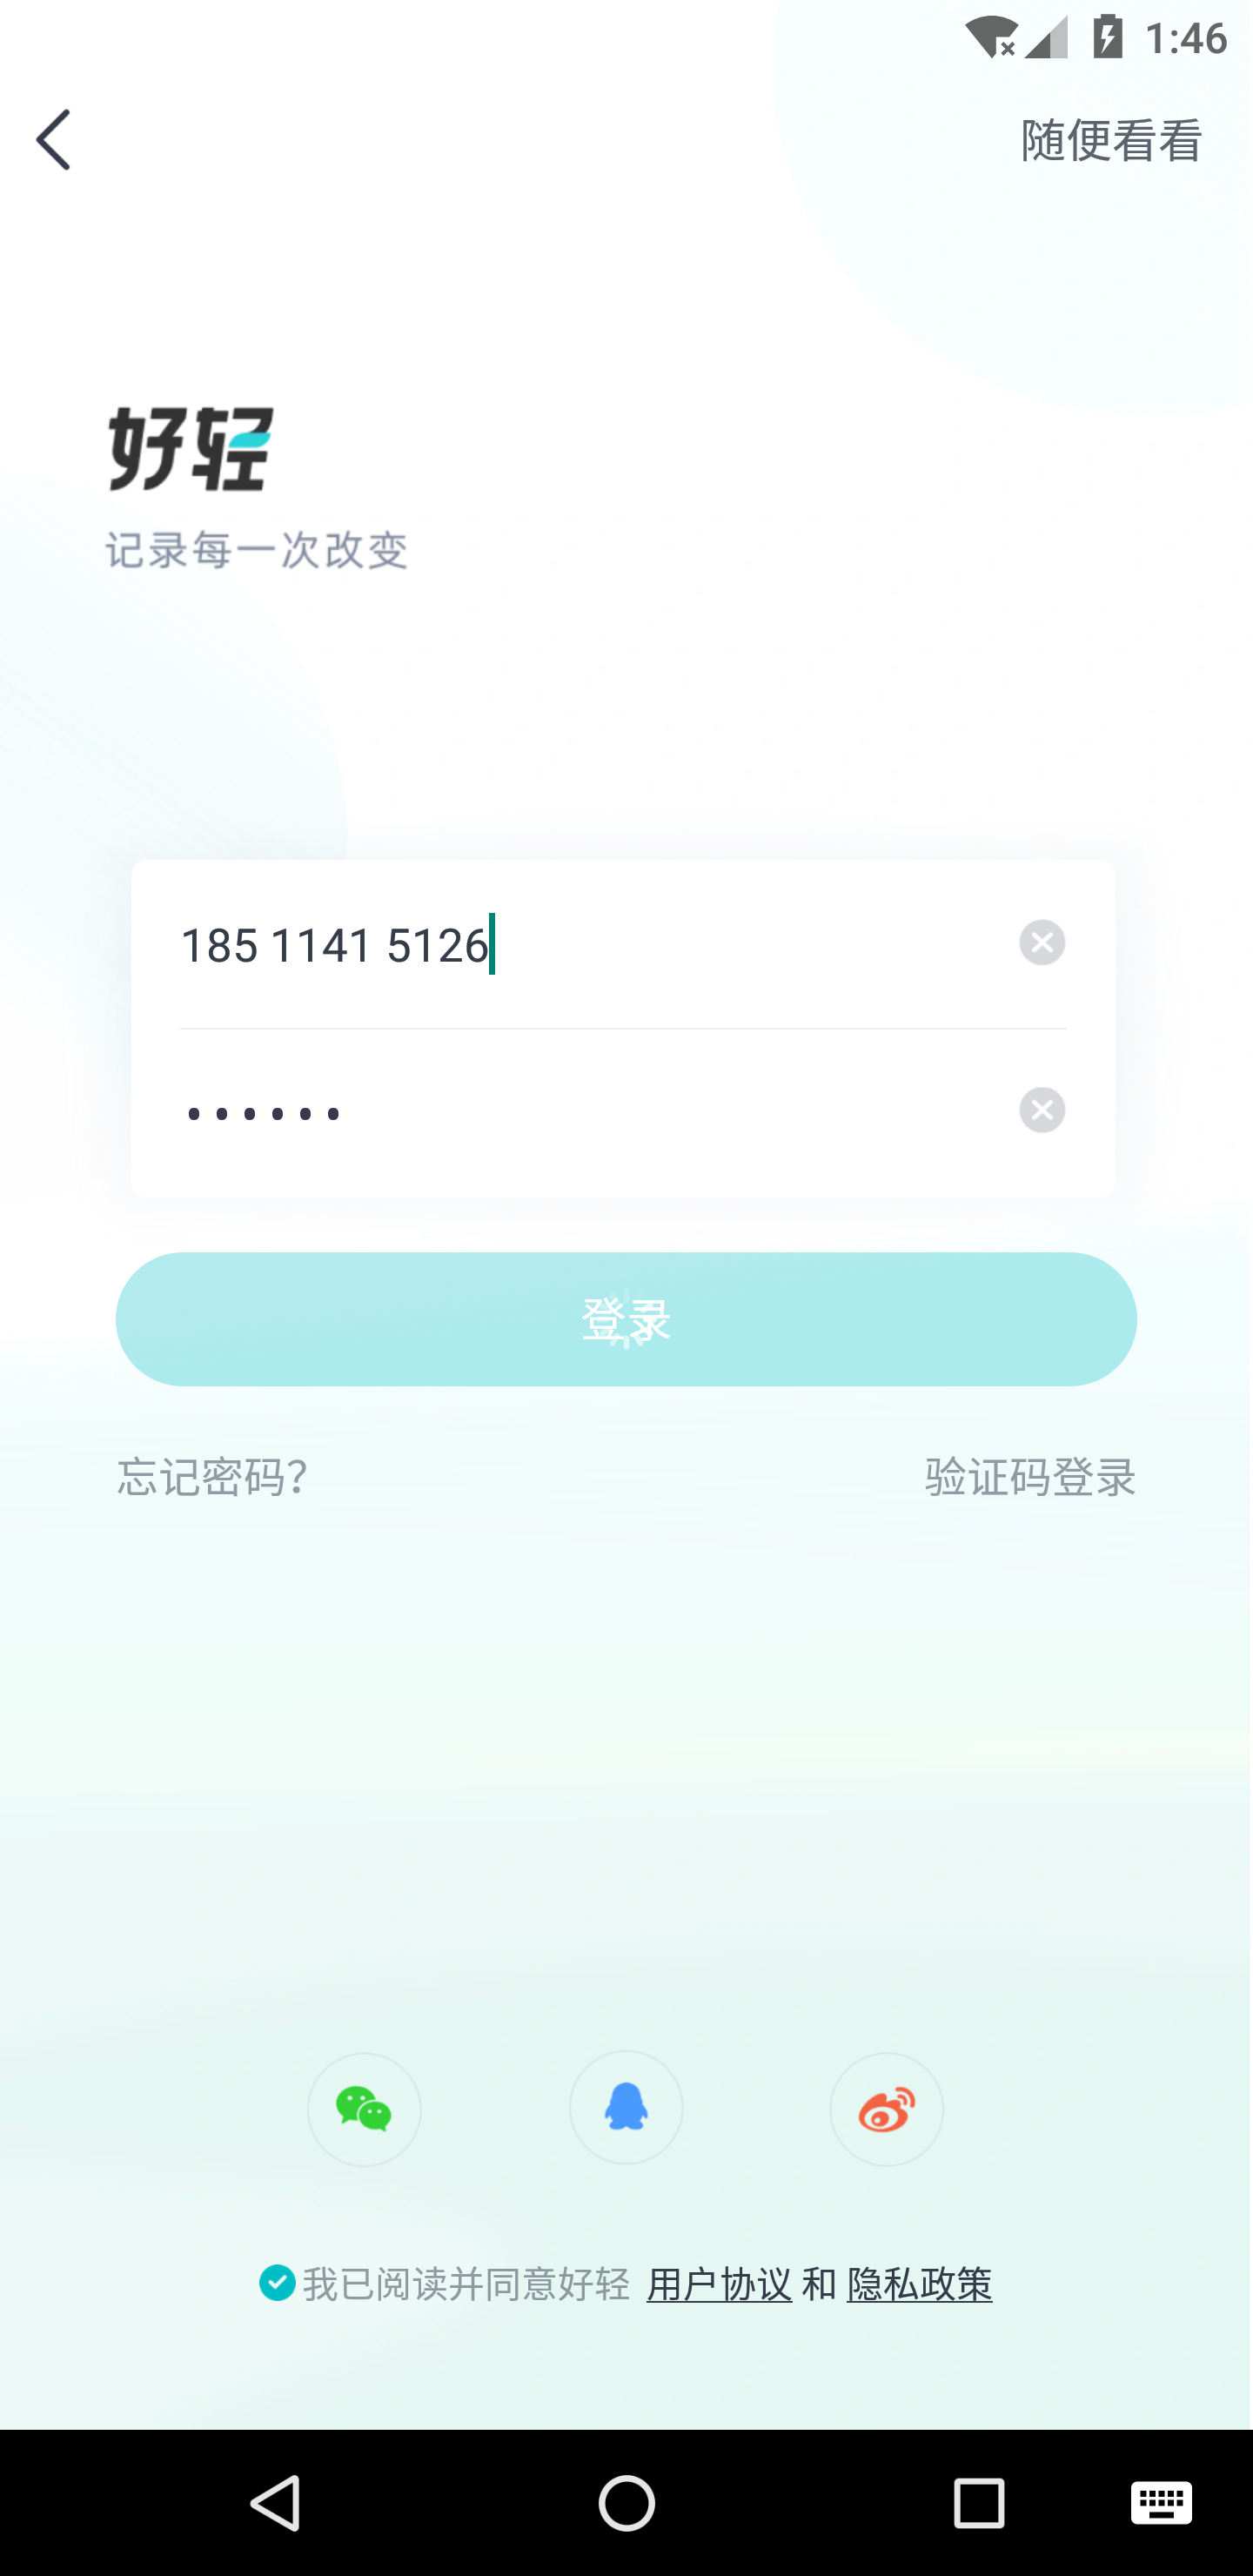 1:46
随便看看
好轻
记录每一次改变
185 1141 5126
••••••
登录
忘记密码?
验证码登录
我已阅读并同意好轻 用户协议 和 隐私政策